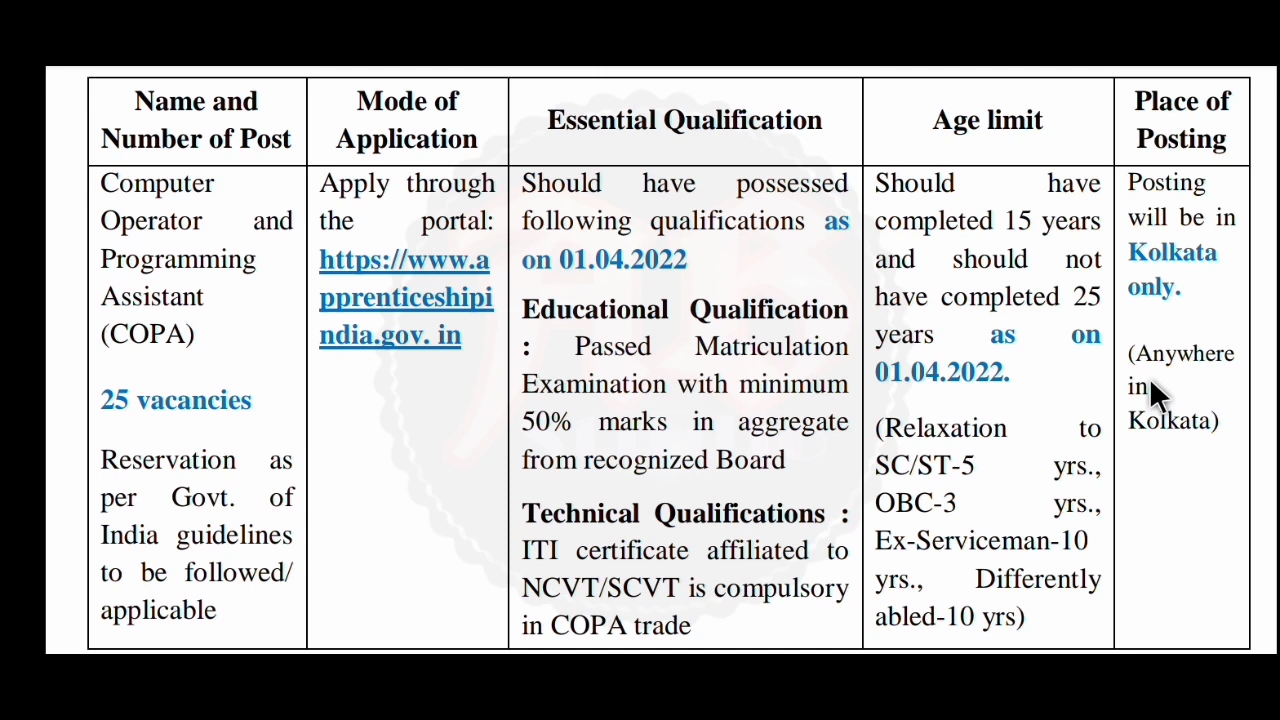 Name and
Number of Post
Mode of
Application
Essential Qualification
Age limit
Place of
Posting
Computer
Operator and
Programming
Assistant
(COPA)
25 vacancies
Reservation as
per Govt. of
India guidelines
to be followed/
applicable
Apply through
the portal:
https://www.a
pprenticeshipi
ndia.gov. in
Should have possessed
following qualifications as
on 01.04.2022
Educational Qualification
: Passed Matriculation
Examination with minimum
50% marks in aggregate
from recognized Board
Technical Qualifications :
ITI certificate affiliated to
NCVT/SCVT is compulsory
in COPA trade
Should have
completed 15 years
and should not
have completed 25
years as on
01.04.2022.
(Relaxation to
SC/ST-5 yrs.,
OBC-3 yrs.,
Ex-Serviceman-10
yrs., Differently
abled-10 yrs)
Posting
will be in
Kolkata
only.
(Anywhere
in
Kolkata)